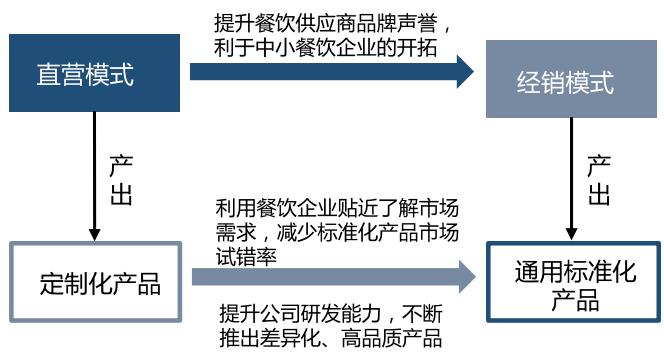 提升餐饮供应商品牌声誉，
利于中小餐饮企业的开拓
直营模式
经销模式
产
出
产
出
利用餐饮企业贴近了解市场
需求，减少标准化产品市场
试错率
定制化产品
通用标准化
产品
提升公司研发能力，不断
推出差异化、高品质产品